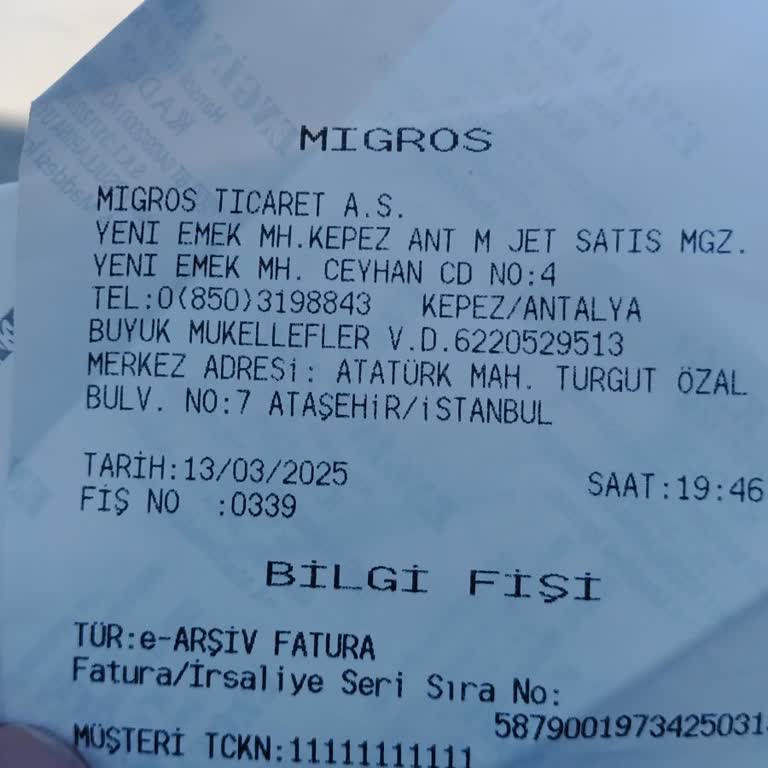 MIGROS
MIGROS TICARET A.S.
YENI EMEK MH.KEPEZ ANT M JET SATIS MGZ.
YENI EMEK MH. CEYHAN CD NO:4
TEL:0(850)3198843 KEPEZ/ANTALYA
BUYUK MUKELLEFLER V.D.6220529513
MERKEZ ADRESİ: ATATÜRK MAH. TURGUT ÖZAL
BULV. NO:7 ATAŞEHİR/İSTANBUL
TARİH:13/03/2025 SAAT:19:46
FİŞ NO :0339
BİLGİ FİŞİ
TÜR:e-ARŞİV FATURA
Fatura/İrsaliye Seri Sıra No:
5879001973425031
MÜŞTERİ TCKN:11111111111